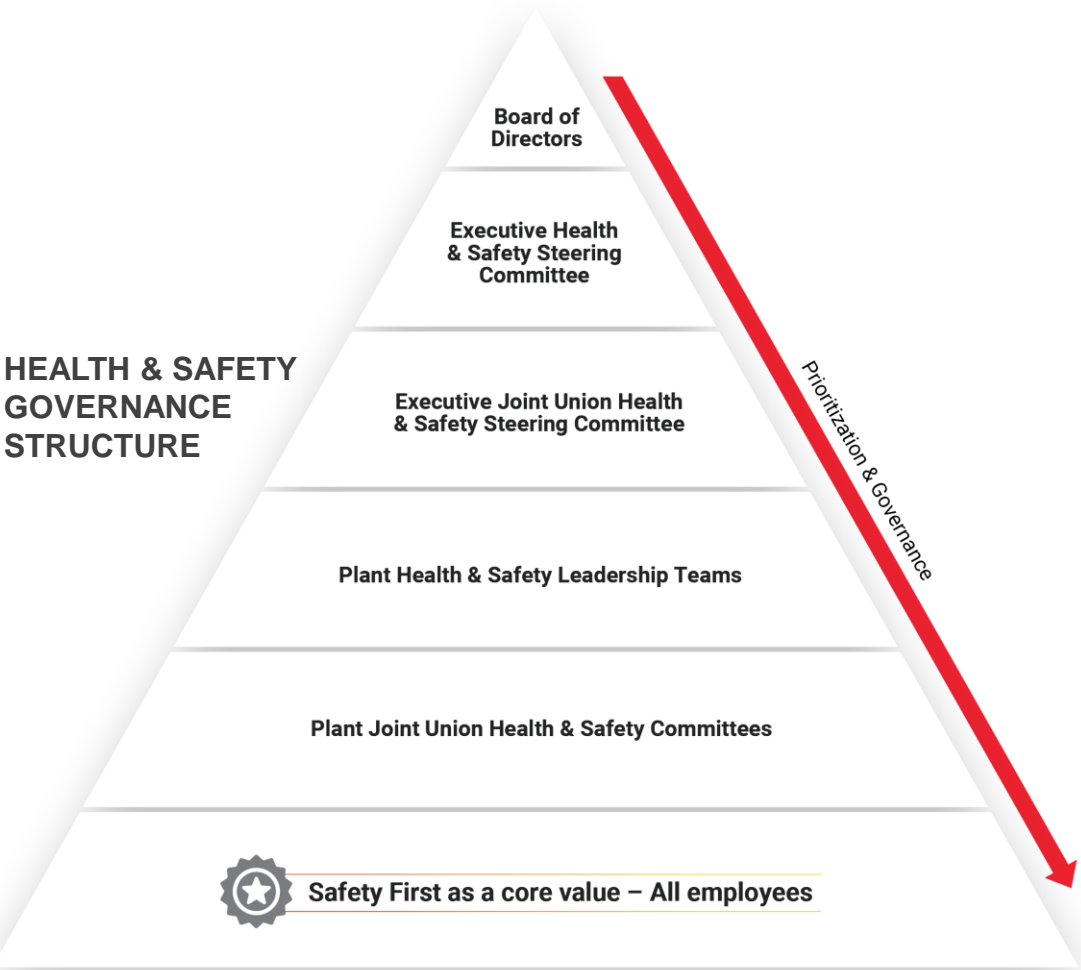 Board of
Directors
Executive Health
& Safety Steering
Committee
HEALTH & SAFETY
GOVERNANCE
STRUCTURE
Executive Joint Union Health
& Safety Steering Committee
Prioritization & Governance
Plant Health & Safety Leadership Teams
Plant Joint Union Health & Safety Committees
Safety First as a core value – All employees